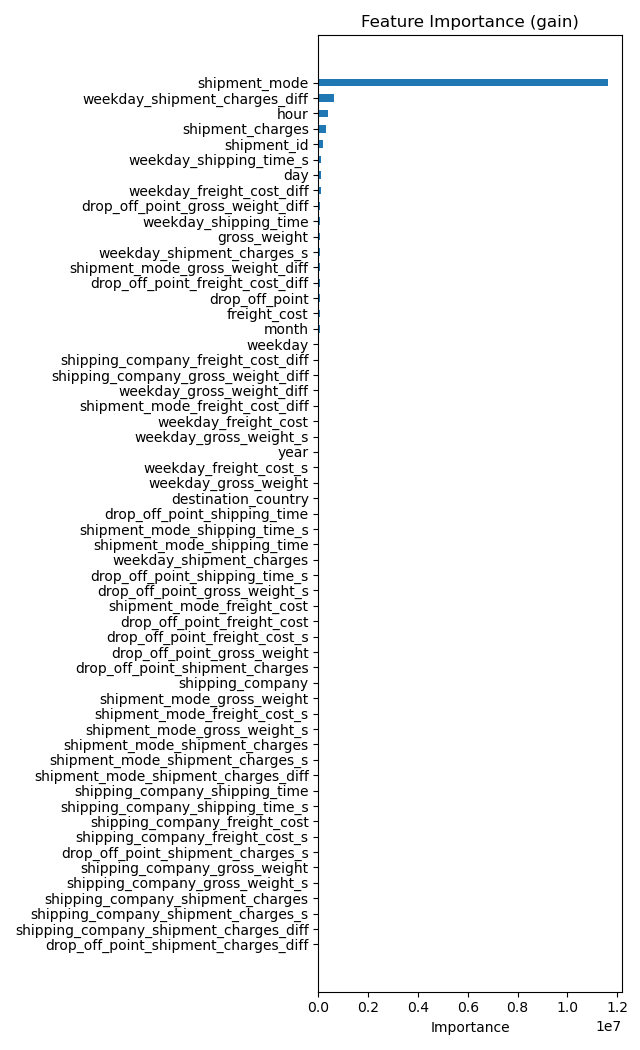 Feature Importance (gain)
shipment_mode
weekday_shipment_charges_diff
hour
shipment_charges
shipment_id
weekday_shipping_time_s
day
weekday_freight_cost_diff
drop_off_point_gross_weight_diff
weekday_shipping_time
gross_weight
weekday_shipment_charges_s
shipment_mode_gross_weight_diff
drop_off_point_freight_cost_diff
drop_off_point
freight_cost
month
weekday
shipping_company_freight_cost_diff
shipping_company_gross_weight_diff
weekday_gross_weight_diff
shipment_mode_freight_cost_diff
weekday_freight_cost
weekday_gross_weight_s
year
weekday_freight_cost_s
weekday_gross_weight
destination_country
drop_off_point_shipping_time
shipment_mode_shipping_time_s
shipment_mode_shipping_time
weekday_shipment_charges
drop_off_point_shipping_time_s
drop_off_point_gross_weight_s
shipment_mode_freight_cost
drop_off_point_freight_cost
drop_off_point_freight_cost_s
drop_off_point_gross_weight
drop_off_point_shipment_charges
shipping_company
shipment_mode_gross_weight
shipment_mode_freight_cost_s
shipment_mode_gross_weight_s
shipment_mode_shipment_charges
shipment_mode_shipment_charges_s
shipment_mode_shipment_charges_diff
shipping_company_shipping_time
shipping_company_shipping_time_s
shipping_company_freight_cost
shipping_company_freight_cost_s
drop_off_point_shipment_charges_s
shipping_company_gross_weight
shipping_company_gross_weight_s
shipping_company_shipment_charges
shipping_company_shipment_charges_s
shipping_company_shipment_charges_diff
drop_off_point_shipment_charges_diff
0.0 0.2 0.4 0.6 0.8 1.0 1.2
1e7
Importance